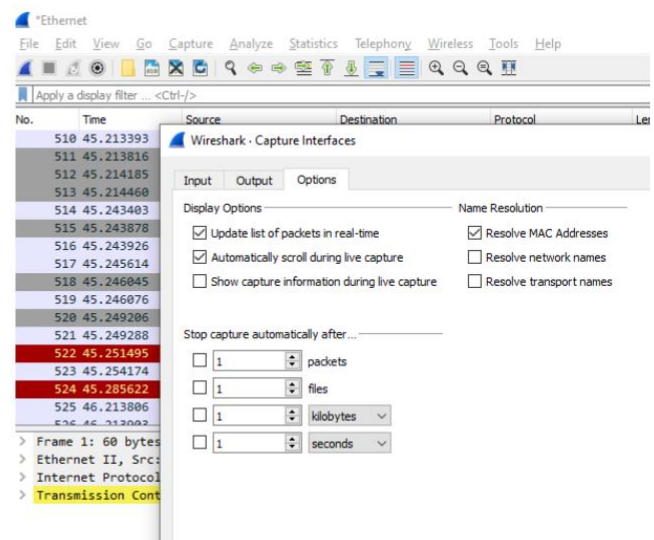 *Ethernet
File Edit View Go Capture Analyze Statistics Telephony Wireless Tools Help
Apply a display filter ... <Ctrl-/>
No. Time Source Destination Protocol Ler
510 45.213393
511 45.213816
512 45.214185
513 45.214460
514 45.243403
515 45.243878
516 45.243926
517 45.245614
518 45.246045
519 45.246076
520 45.249206
521 45.249288
522 45.251495
523 45.254174
524 45.285622
525 46.213806
526 46.213903
Frame 1: 60 bytes
Ethernet II, Src:
Internet Protocol
Transmission Cont
Wireshark · Capture Interfaces
Input Output Options
Display Options
Update list of packets in real-time
Automatically scroll during live capture
Show capture information during live capture
Name Resolution
Resolve MAC Addresses
Resolve network names
Resolve transport names
Stop capture automatically after...
1 packets
1 files
1 kilobytes
1 seconds